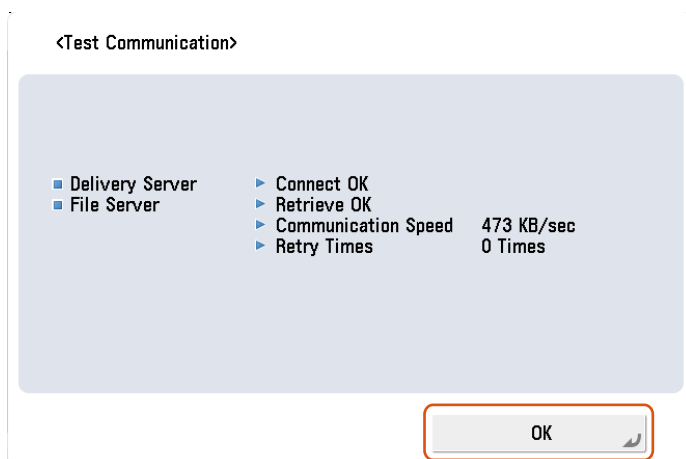 <Test Communication>
Delivery Server Connect OK
File Server Retrieve OK
Communication Speed 473 KB/sec
Retry Times 0 Times
OK